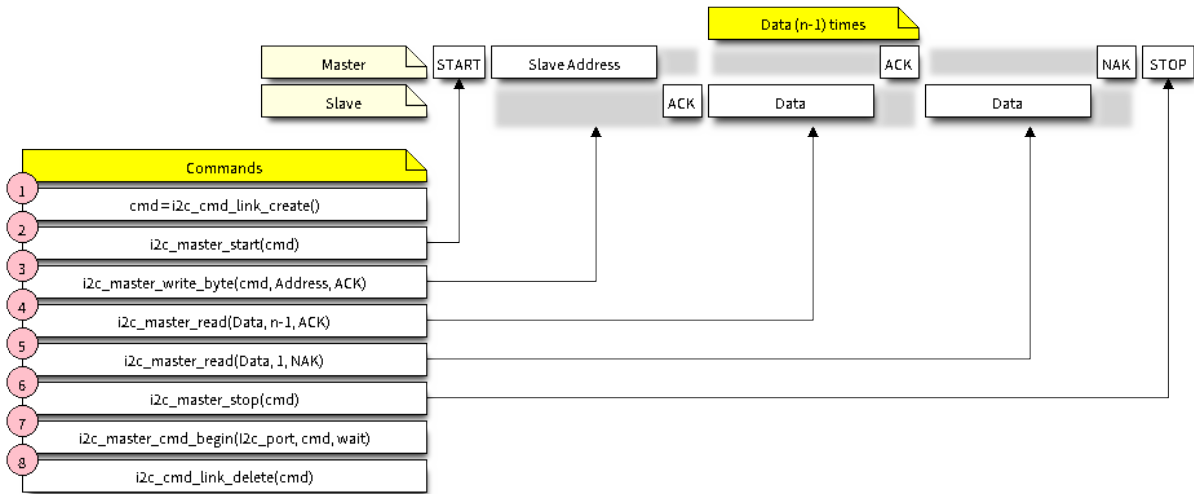 Data (n-1) times
Master START Slave Address ACK NAK STOP
Slave ACK Data Data
Commands
1
cmd=i2c_cmd_link_create()
2
i2c_master_start(cmd)
3
i2c_master_write_byte(cmd, Address, ACK)
4
i2c_master_read(Data, n-1, ACK)
5
i2c_master_read(Data, 1, NAK)
6
i2c_master_stop(cmd)
7
i2c_master_cmd_begin(I2c_port, cmd, wait)
8
i2c_cmd_link_delete(cmd)